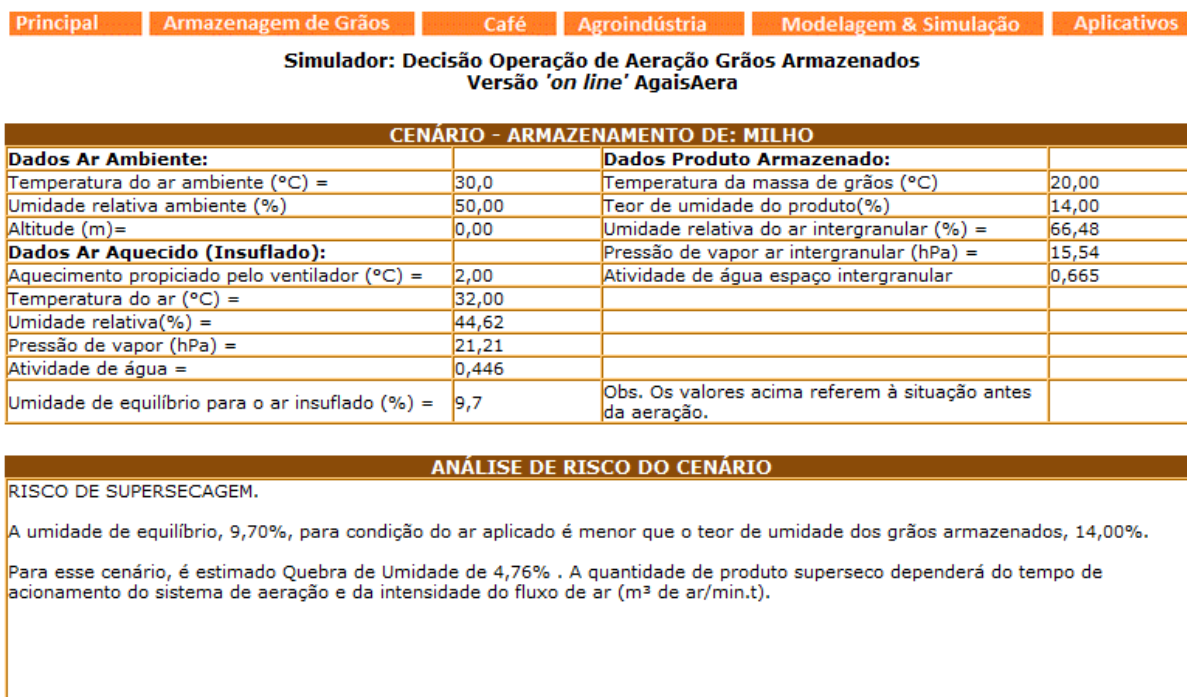 Principal Armazenagem de Grãos Café Agroindústria Modelagem & Simulação Aplicativos
Simulador: Decisão Operação de Aeração Grãos Armazenados
Versão 'on line' AgaisAera
CENÁRIO - ARMAZENAMENTO DE: MILHO
Dados Ar Ambiente: Dados Produto Armazenado:
Temperatura do ar ambiente (°C) = 30,0 Temperatura da massa de grãos (°C) 20,00
Umidade relativa ambiente (%) 50,00 Teor de umidade do produto(%) 14,00
Altitude (m)= 0,00 Umidade relativa do ar intergranular (%) = 66,48
Dados Ar Aquecido (Insuflado): Pressão de vapor ar intergranular (hPa) = 15,54
Aquecimento propiciado pelo ventilador (°C) = 2,00 Atividade de água espaço intergranular 0,665
Temperatura do ar (°C) = 32,00
Umidade relativa(%) = 44,62
Pressão de vapor (hPa) = 21,21
Atividade de água = 0,446
Umidade de equilíbrio para o ar insuflado (%) = 9,7 Obs. Os valores acima referem à situação antes
da aeração.
ANÁLISE DE RISCO DO CENÁRIO
RISCO DE SUPERSECAGEM.
A umidade de equilíbrio, 9,70%, para condição do ar aplicado é menor que o teor de umidade dos grãos armazenados, 14,00%.
Para esse cenário, é estimado Quebra de Umidade de 4,76% . A quantidade de produto superseco dependerá do tempo de
acionamento do sistema de aeração e da intensidade do fluxo de ar (m³ de ar/min.t).